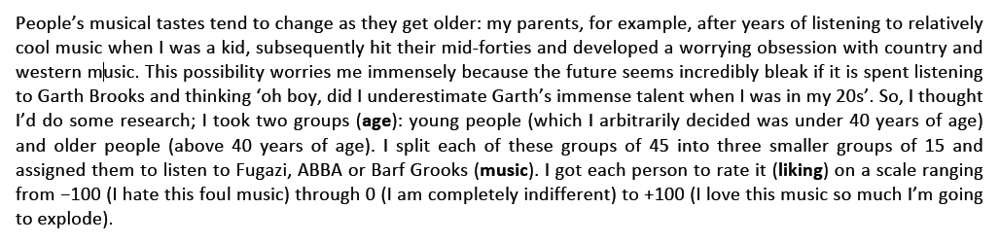 People’s musical tastes tend to change as they get older: my parents, for example, after years of listening to relatively
cool music when I was a kid, subsequently hit their mid-forties and developed a worrying obsession with country and
western music. This possibility worries me immensely because the future seems incredibly bleak if it is spent listening
to Garth Brooks and thinking ‘oh boy, did I underestimate Garth’s immense talent when I was in my 20s’. So, I thought
I’d do some research; I took two groups (age): young people (which I arbitrarily decided was under 40 years of age)
and older people (above 40 years of age). I split each of these groups of 45 into three smaller groups of 15 and
assigned them to listen to Fugazi, ABBA or Barf Grooks (music). I got each person to rate it (liking) on a scale ranging
from −100 (I hate this foul music) through 0 (I am completely indifferent) to +100 (I love this music so much I’m going
to explode).